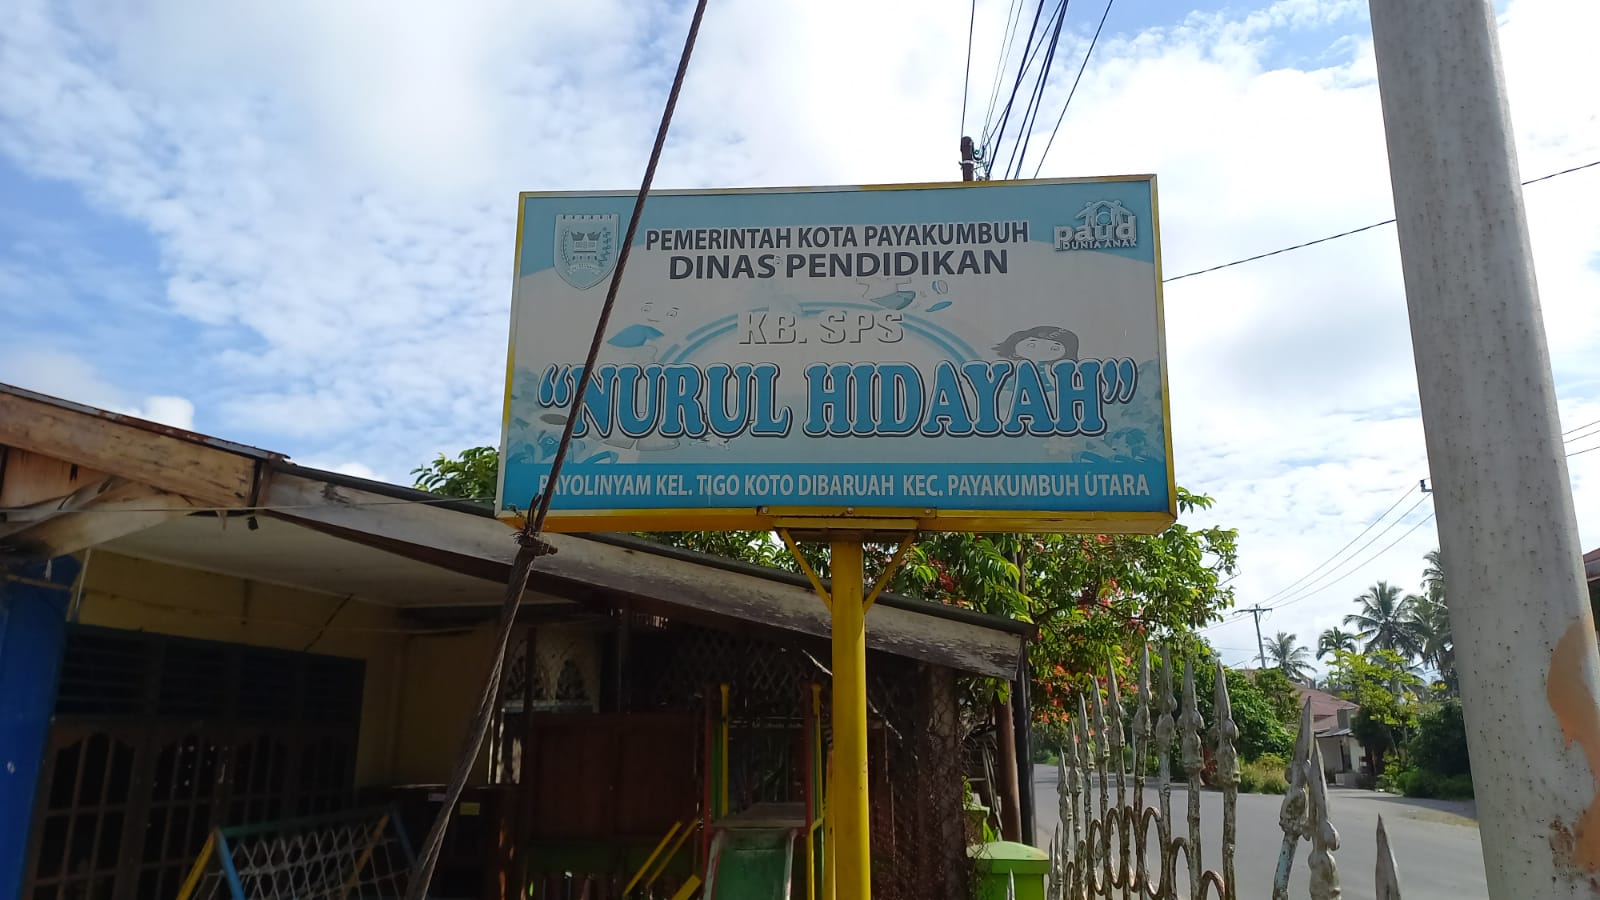 PEMERINTAH KOTA PAYAKUMBUH
DINAS PENDIDIKAN
paud
DUNIA ANAK
KB. SPS
"NURUL HIDAYAH"
PAYOLINYAM KEL. TIGO KOTO DIBARUAH KEC. PAYAKUMBUH UTARA